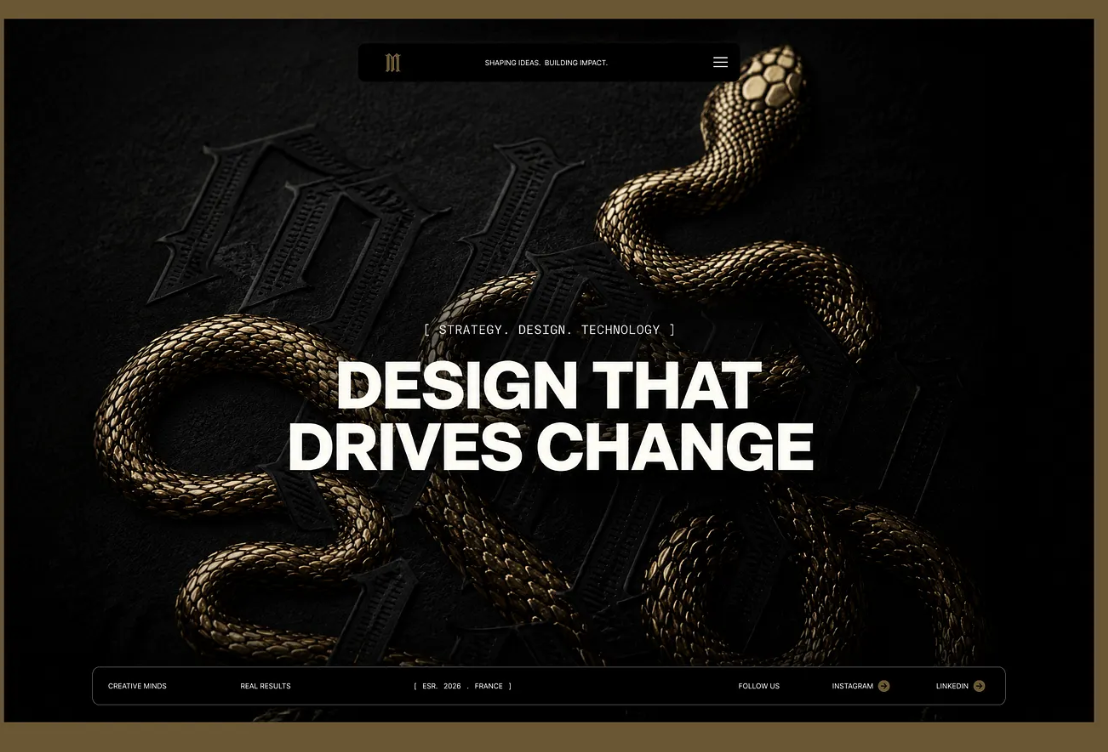 M
SHAPING IDEAS. BUILDING IMPACT.
[ STRATEGY. DESIGN. TECHNOLOGY ]
DESIGN THAT
DRIVES CHANGE
CREATIVE MINDS
REAL RESULTS
[ ESR. 2026 . FRANCE ]
FOLLOW US
INSTAGRAM
LINKEDIN